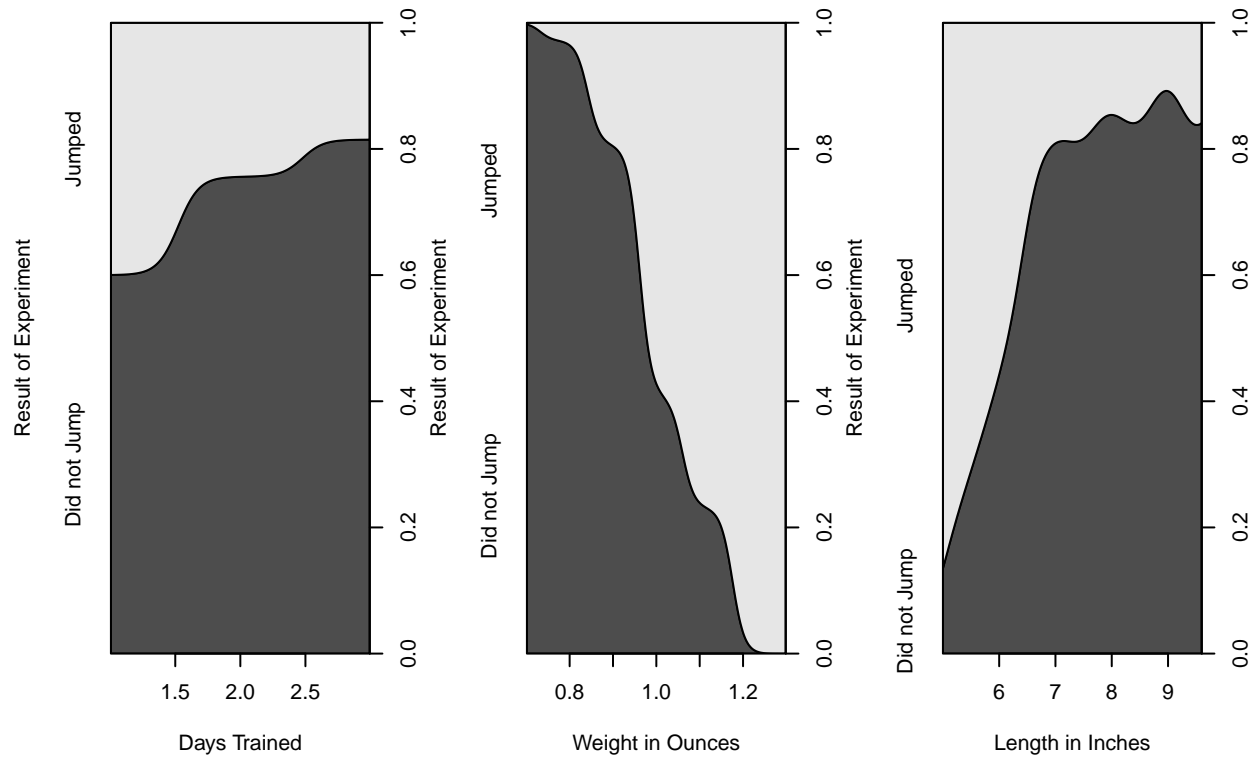 Result of Experiment
Did not Jump
Jumped
0.0
0.2
0.4
0.6
0.8
1.0
1.5 2.0 2.5
Days Trained
Result of Experiment
Did not Jump
Jumped
0.0
0.2
0.4
0.6
0.8
1.0
0.8 1.0 1.2
Weight in Ounces
Result of Experiment
Did not Jump
Jumped
0.0
0.2
0.4
0.6
0.8
1.0
6 7 8 9
Length in Inches